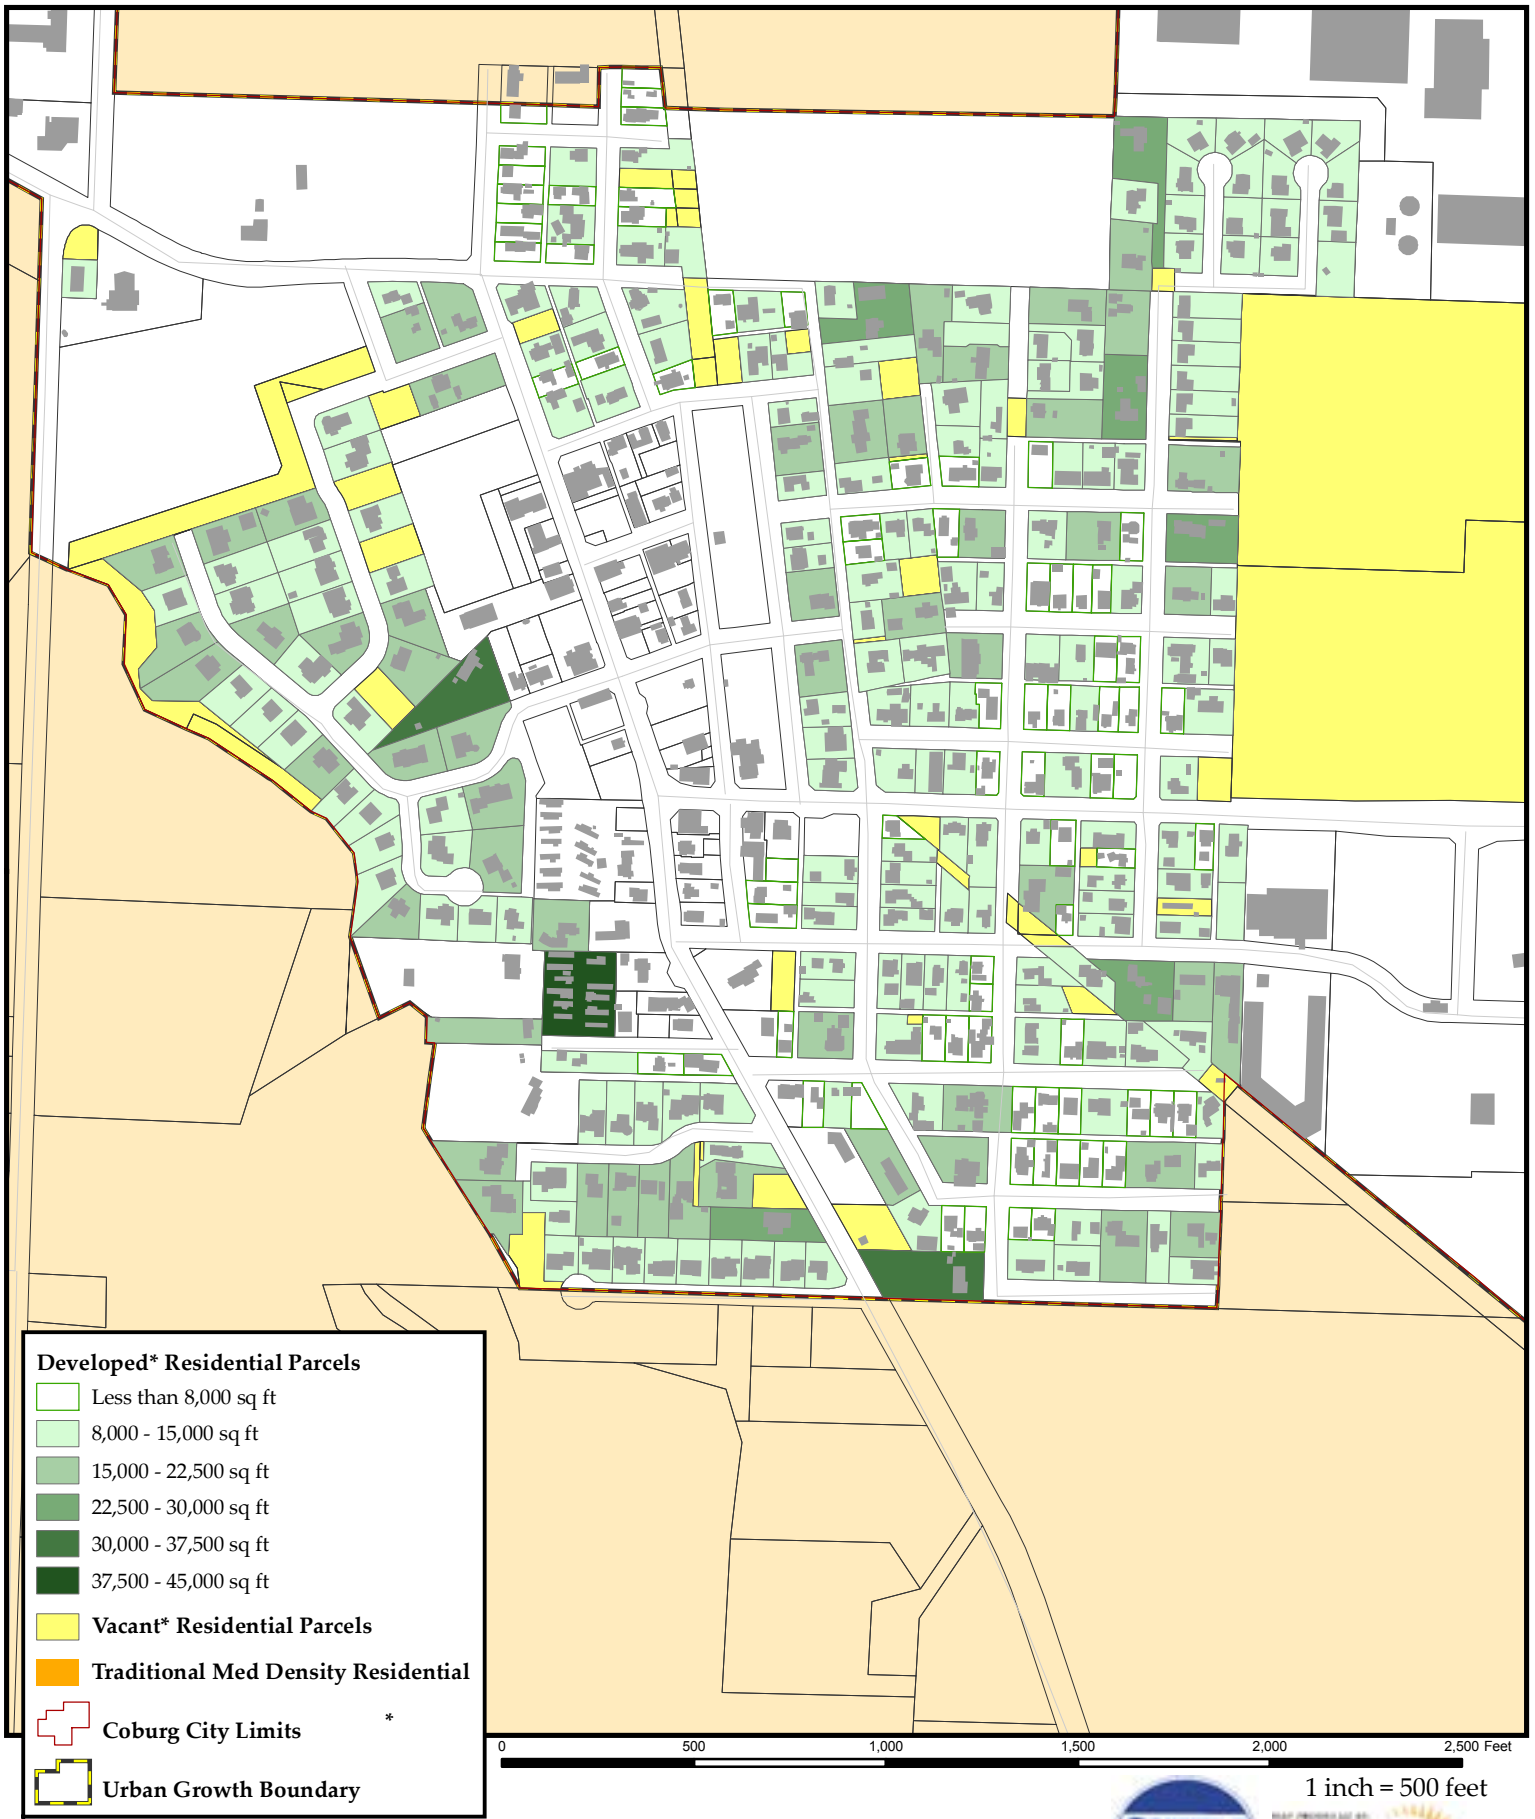 Developed* Residential Parcels
Less than 8,000 sq ft
8,000 - 15,000 sq ft
15,000 - 22,500 sq ft
22,500 - 30,000 sq ft
30,000 - 37,500 sq ft
37,500 - 45,000 sq ft
Vacant* Residential Parcels
Traditional Med Density Residential
Coburg City Limits *
Urban Growth Boundary
0 500 1,000 1,500 2,000 2,500 Feet
1 inch = 500 feet